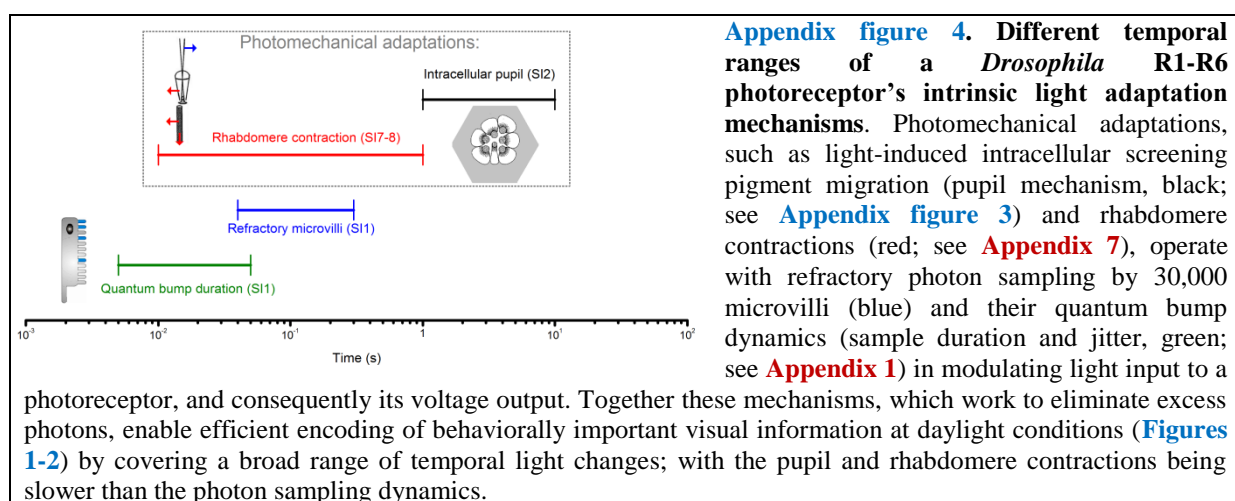 Photomechanical adaptations:
Intracellular pupil (SI2)
Rhabdomere contraction (SI7-8)
Refractory microvilli (SI1)
Quantum bump duration (SI1)
10⁻³ 10⁻² 10⁻¹ 1 10¹ 10²
Time (s)
Appendix figure 4. Different temporal
ranges of a Drosophila R1-R6
photoreceptor's intrinsic light adaptation
mechanisms. Photomechanical adaptations,
such as light-induced intracellular screening
pigment migration (pupil mechanism, black;
see Appendix figure 3) and rhabdomere
contractions (red; see Appendix 7), operate
with refractory photon sampling by 30,000
microvilli (blue) and their quantum bump
dynamics (sample duration and jitter, green;
see Appendix 1) in modulating light input to a
photoreceptor, and consequently its voltage output. Together these mechanisms, which work to eliminate excess
photons, enable efficient encoding of behaviorally important visual information at daylight conditions (Figures
1-2) by covering a broad range of temporal light changes; with the pupil and rhabdomere contractions being
slower than the photon sampling dynamics.